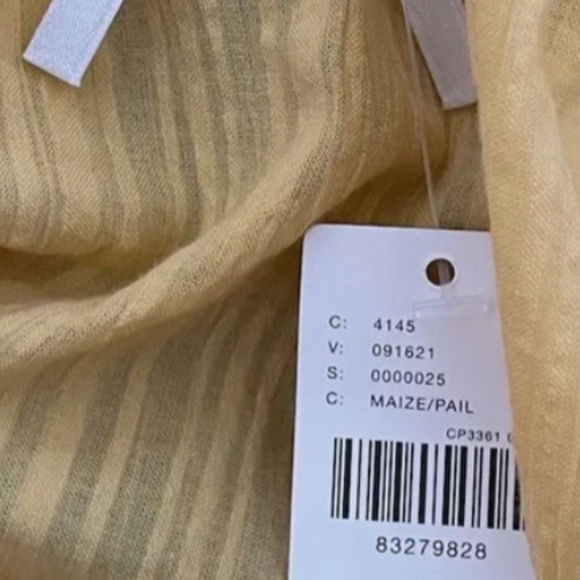 C: 4145
V: 091621
S: 0000025
C: MAIZE/PAIL
CP3361
83279828